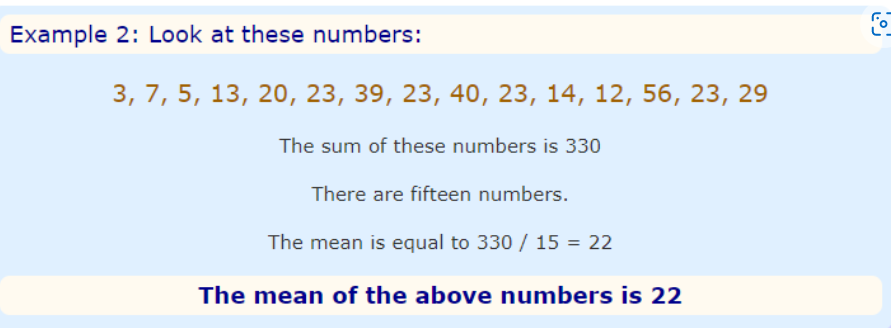 Example 2: Look at these numbers:
3, 7, 5, 13, 20, 23, 39, 23, 40, 23, 14, 12, 56, 23, 29
The sum of these numbers is 330
There are fifteen numbers.
The mean is equal to 330 / 15 = 22
The mean of the above numbers is 22